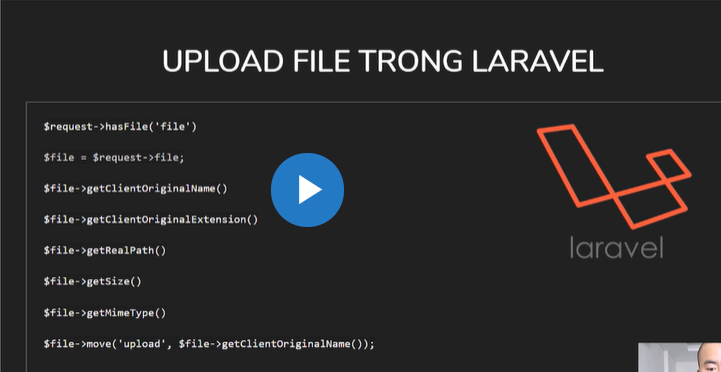 UPLOAD FILE TRONG LARAVEL
$request->hasFile('file')
$file = $request->file;
$file->getClientOriginalName()
$file->getClientOriginalExtension()
$file->getRealPath()
$file->getSize()
$file->getMimeType()
$file->move('upload', $file->getClientOriginalName());
laravel